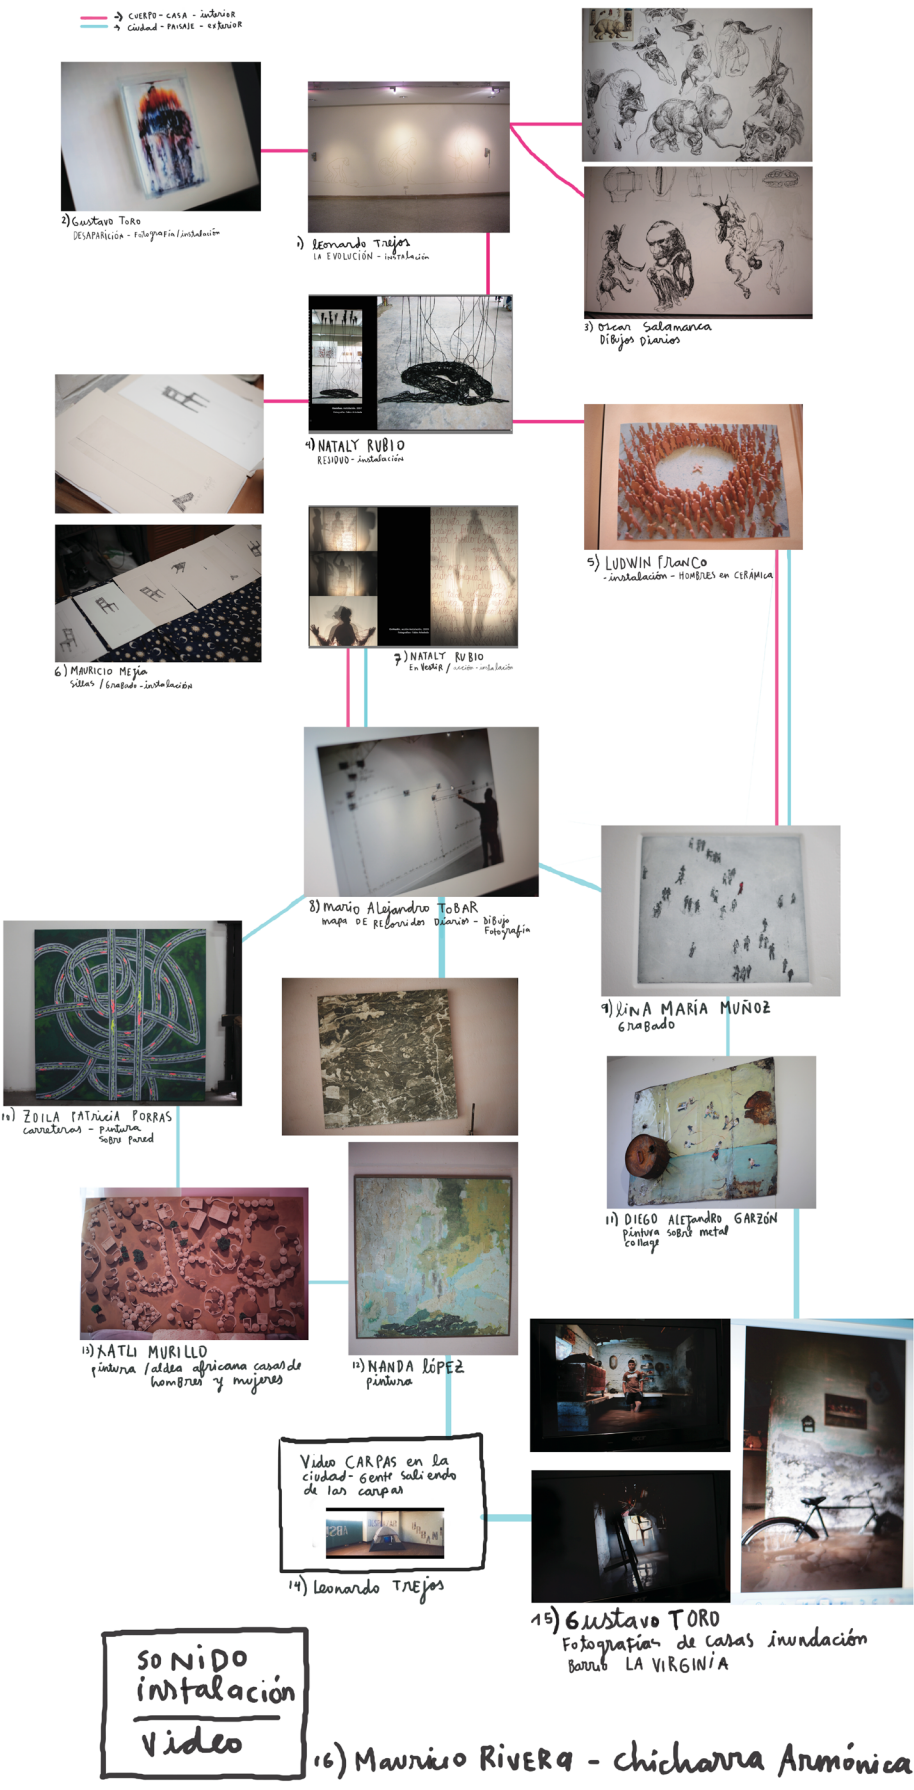 → CUERPO - CASA - interioR
→ ciudad - PAISAJE - exterioR
2) Gustavo Toro
DESAPARICIÓN - Fotografía/instalación
1) leonardo Trejos
LA EVOLUCIÓN - instalación
3) oscar Salamanca
DiBujos Diarios
4) NATALY RUBIO
RESIDUO - instalación
5) LUDWIN FranCo
- instalación - HOMBRES en CERÁMICA
6) MAURICIO MEjía
sillas / Grabado - instalación
7) NATALY RUBIO
En VestiR / acción - instalación
8) mario Alejandro ToBAR
mapa DE RECorridos Diarios - DiBujo
Fotografía
9) linA MARÍA MUÑOZ
GRaBADO
10) ZOILA PATRiciA PORRAS
carreteras - pintura
soBre pared
11) DIEGO ALEJANDRO GARZÓN
pintura soBre metal
collage
12) NANDA lóPEZ
pintura
13) KATLI MURILLO
pintura / aldea africana casas de
hombres y mujeres
Video CARPAS en la
ciudad - Gente saliendo
de las carpas
14) Leonardo TREjos
15) Gustavo TORO
Fotografías de casas inundación
Barrio LA VIRGINIA
SONIDO
instalación
Video
16) Mauricio RIVERA - chicharra Armónica